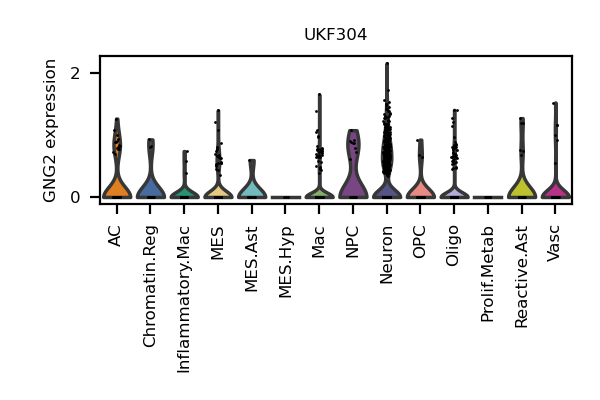 UKF304
GNG2 expression
2
0
AC
Chromatin.Reg
Inflammatory.Mac
MES
MES.Ast
MES.Hyp
Mac
NPC
Neuron
OPC
Oligo
Prolif.Metab
Reactive.Ast
Vasc